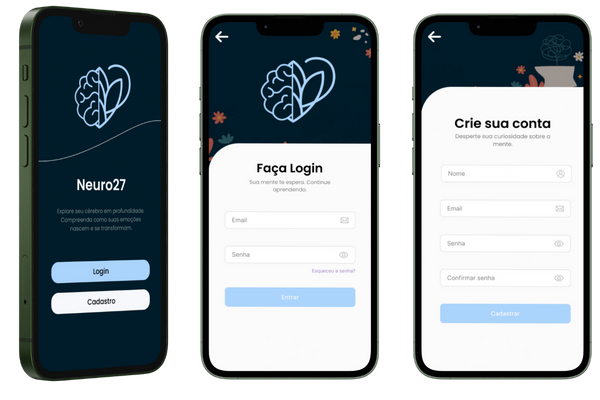 Neuro27
Explore seu cérebro em profundidade.
Compreenda como suas emoções
nascem e se transformam.
Login
Cadastro
Faça Login
Sua mente te espera. Continue
aprendendo.
Email
Senha
Esqueceu a senha?
Entrar
Crie sua conta
Desperte sua curiosidade sobre a
mente.
Nome
Email
Senha
Confirmar senha
Cadastrar